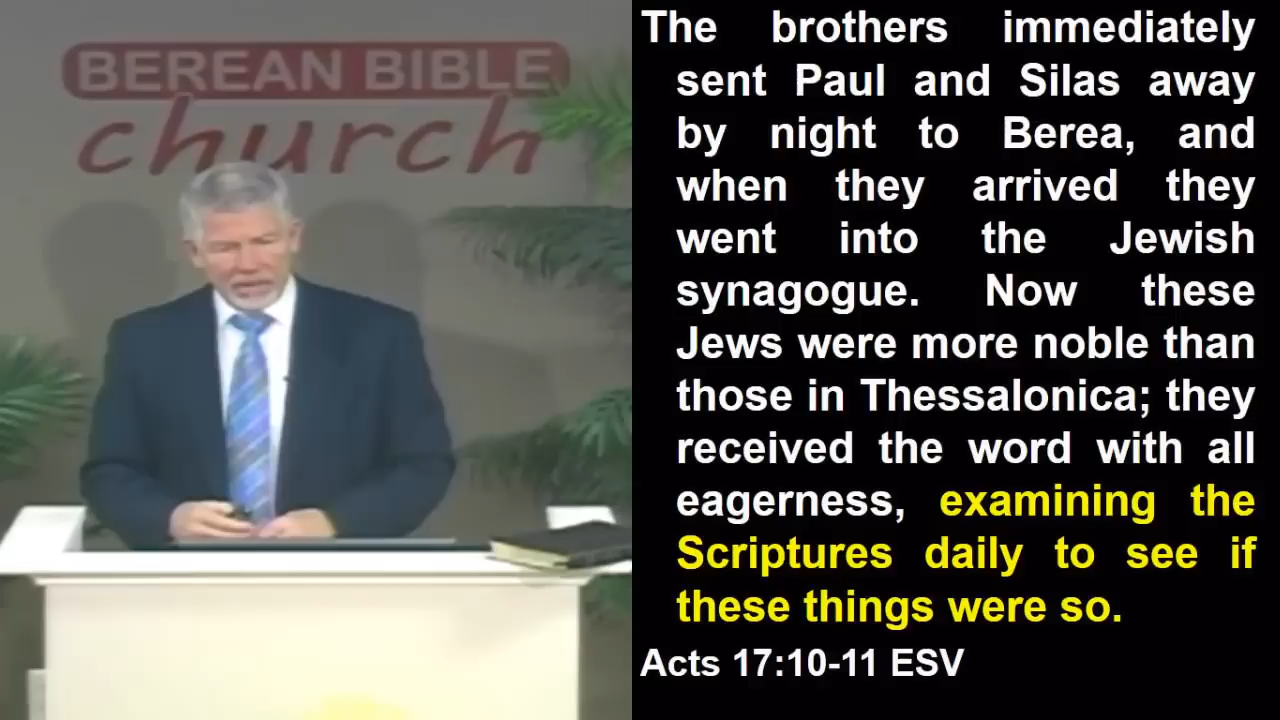 BEREAN BIBLE
church
The brothers immediately
sent Paul and Silas away
by night to Berea, and
when they arrived they
went into the Jewish
synagogue. Now these
Jews were more noble than
those in Thessalonica; they
received the word with all
eagerness, examining the
Scriptures daily to see if
these things were so.
Acts 17:10-11 ESV